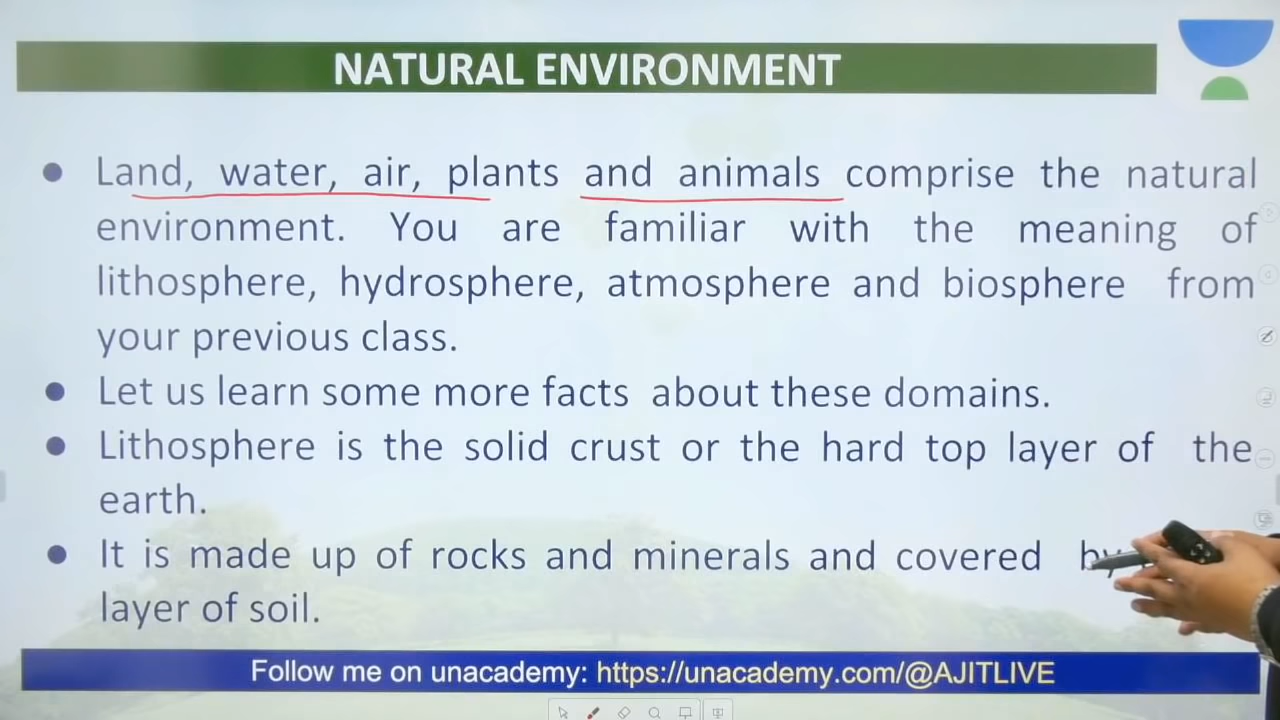 NATURAL ENVIRONMENT
● Land, water, air, plants and animals comprise the natural
environment. You are familiar with the meaning of
lithosphere, hydrosphere, atmosphere and biosphere from
your previous class.
● Let us learn some more facts about these domains.
● Lithosphere is the solid crust or the hard top layer of the
earth.
● It is made up of rocks and minerals and covered by
layer of soil.
Follow me on unacademy: https://unacademy.com/@AJITLIVE